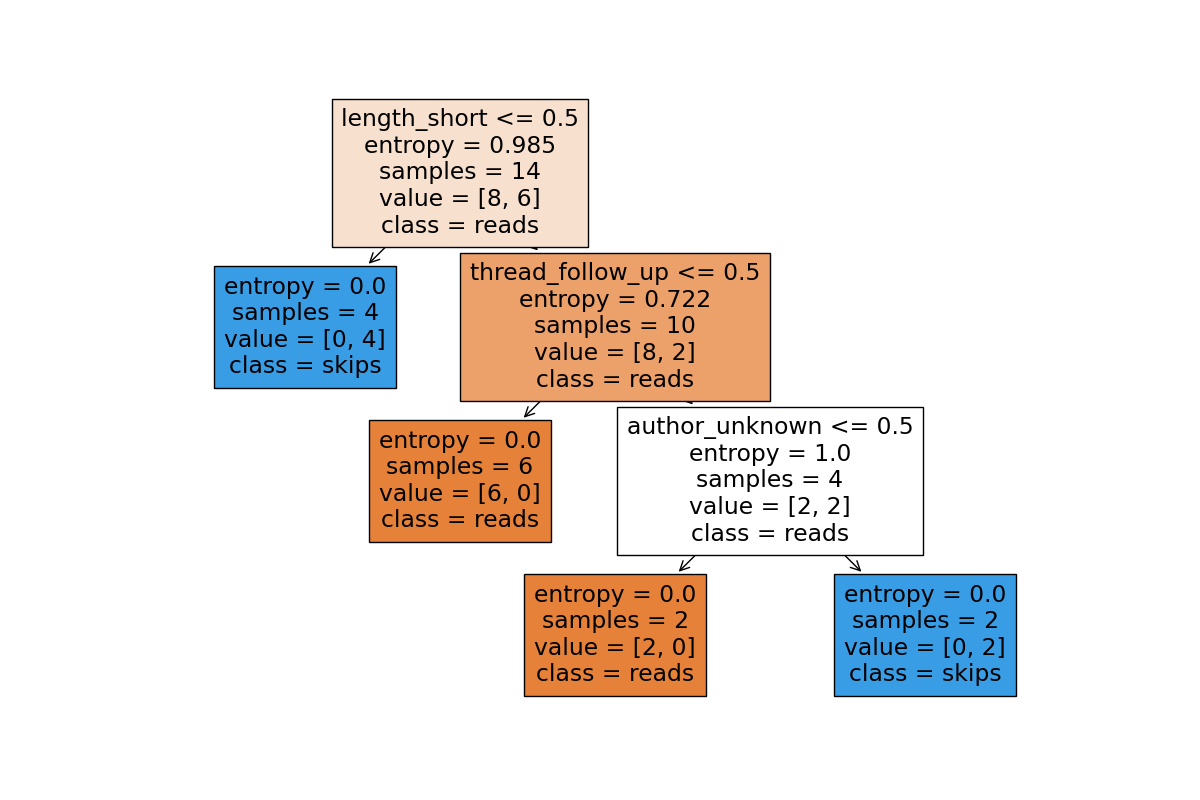 length_short <= 0.5
entropy = 0.985
samples = 14
value = [8, 6]
class = reads
entropy = 0.0
samples = 4
value = [0, 4]
class = skips
thread_follow_up <= 0.5
entropy = 0.722
samples = 10
value = [8, 2]
class = reads
entropy = 0.0
samples = 6
value = [6, 0]
class = reads
author_unknown <= 0.5
entropy = 1.0
samples = 4
value = [2, 2]
class = reads
entropy = 0.0
samples = 2
value = [2, 0]
class = reads
entropy = 0.0
samples = 2
value = [0, 2]
class = skips